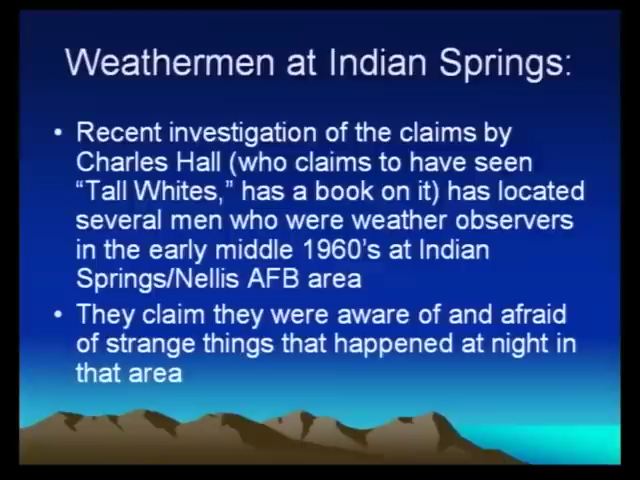 Weathermen at Indian Springs:
• Recent investigation of the claims by
Charles Hall (who claims to have seen
“Tall Whites,” has a book on it) has located
several men who were weather observers
in the early middle 1960’s at Indian
Springs/Nellis AFB area
• They claim they were aware of and afraid
of strange things that happened at night in
that area